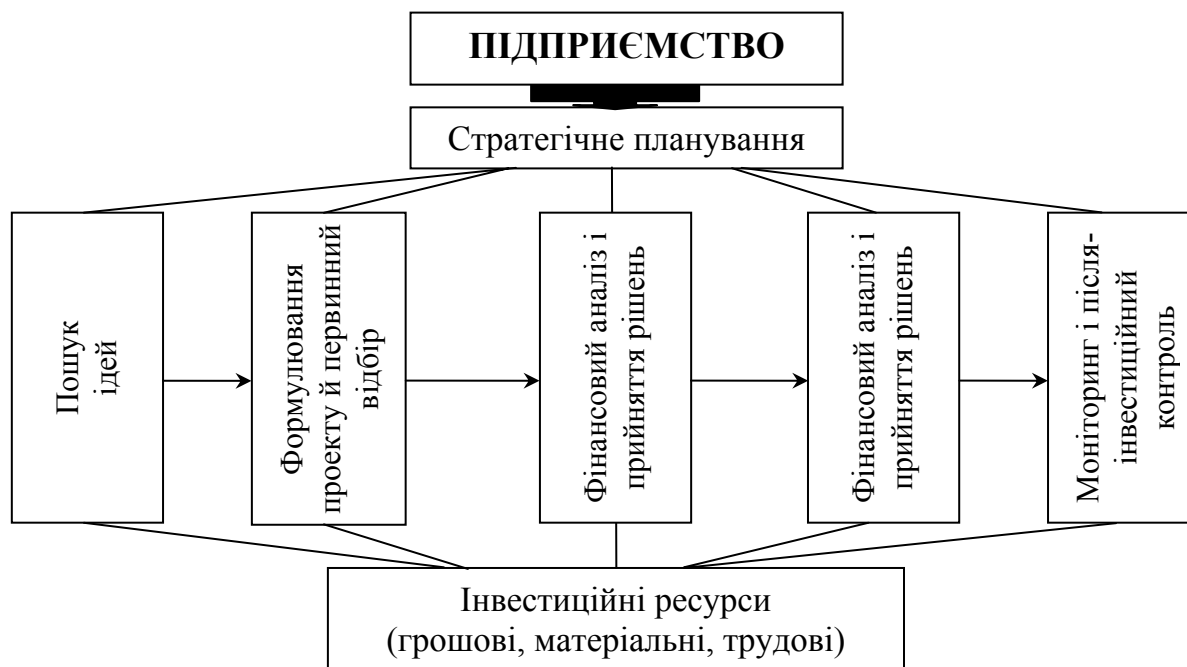 ПІДПРИЄМСТВО
Стратегічне планування
Пошук
ідей
Формулювання
проекту й первинний
відбір
Фінансовий аналіз і
прийняття рішень
Фінансовий аналіз і
прийняття рішень
Моніторинг і після-
інвестиційний
контроль
Інвестиційні ресурси
(грошові, матеріальні, трудові)